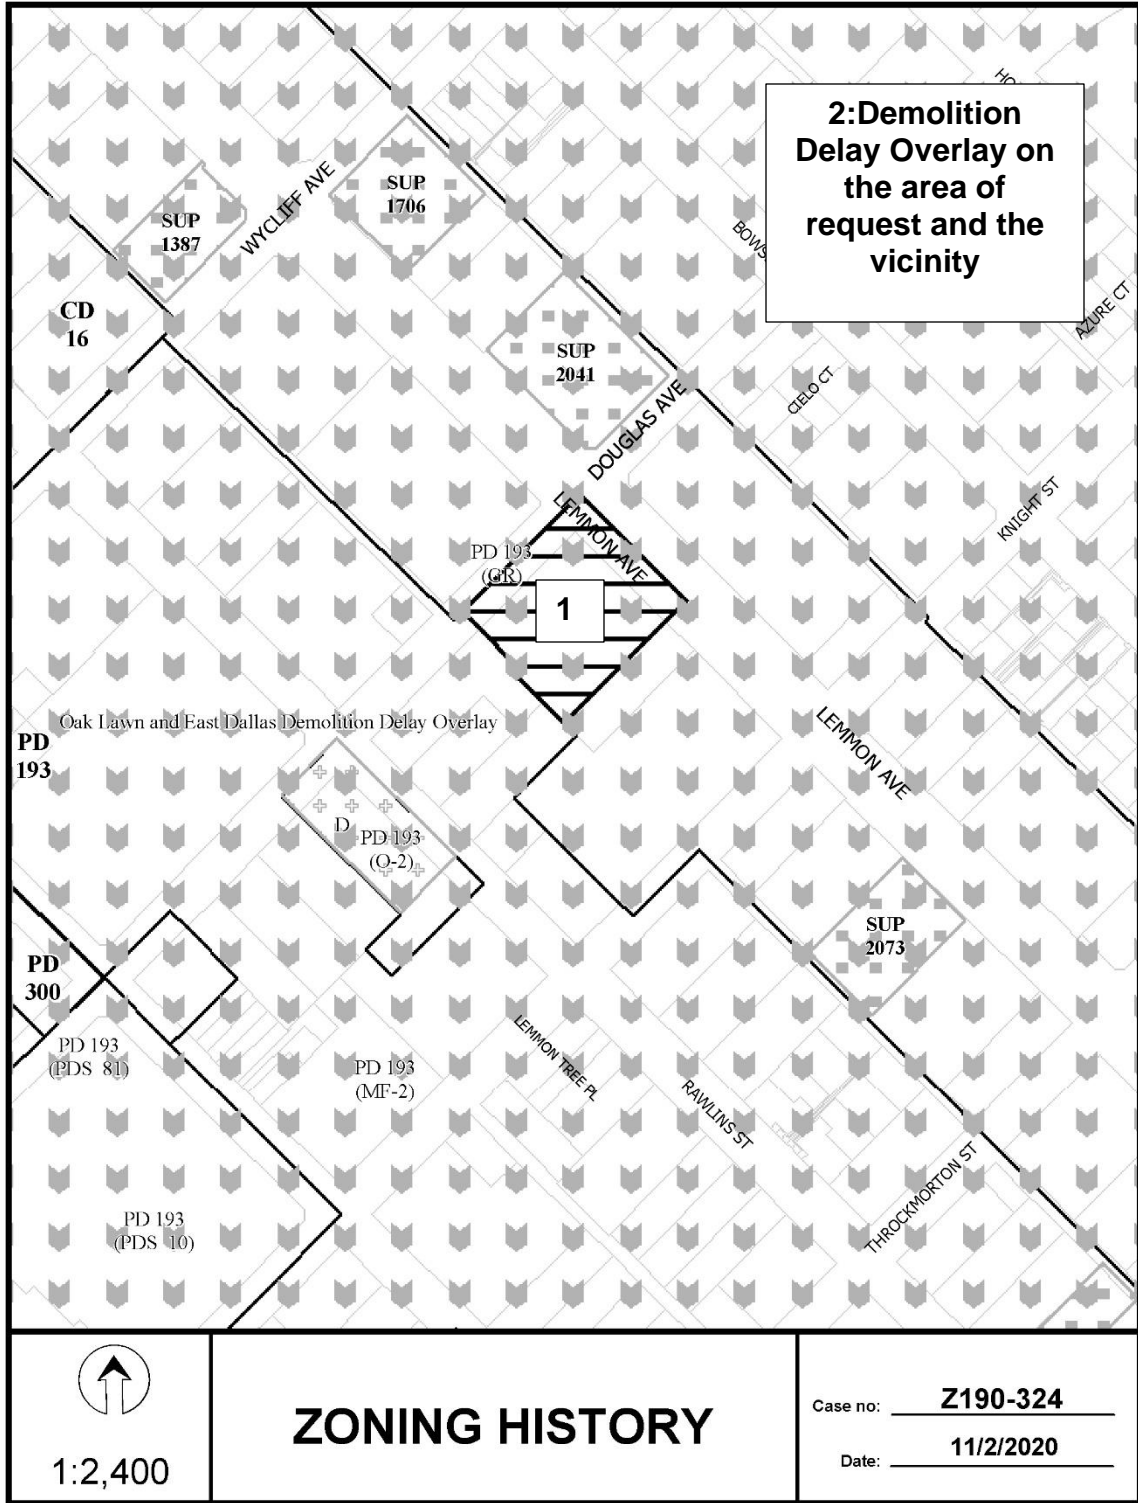 2:Demolition
Delay Overlay on
the area of
request and the
vicinity
SUP
1706
WYCLIFF AVE
SUP
1387
AZURE CT
CD
16
SUP
2041
CIELO CT
DOUGLAS AVE
KNIGHT ST
LEMMON AVE
PD 193
(GR)
1
Oak Lawn and East Dallas Demolition Delay Overlay
PD
193
LEMMON AVE
D
PD 193
(O-2)
SUP
2073
PD
300
PD 193
(PDS 81)
PD 193
(MF-2)
LEMMON TREE PL
RAWLINS ST
THROCKMORTON ST
PD 193
(PDS 10)
1:2,400
ZONING HISTORY
Case no: Z190-324
Date: 11/2/2020